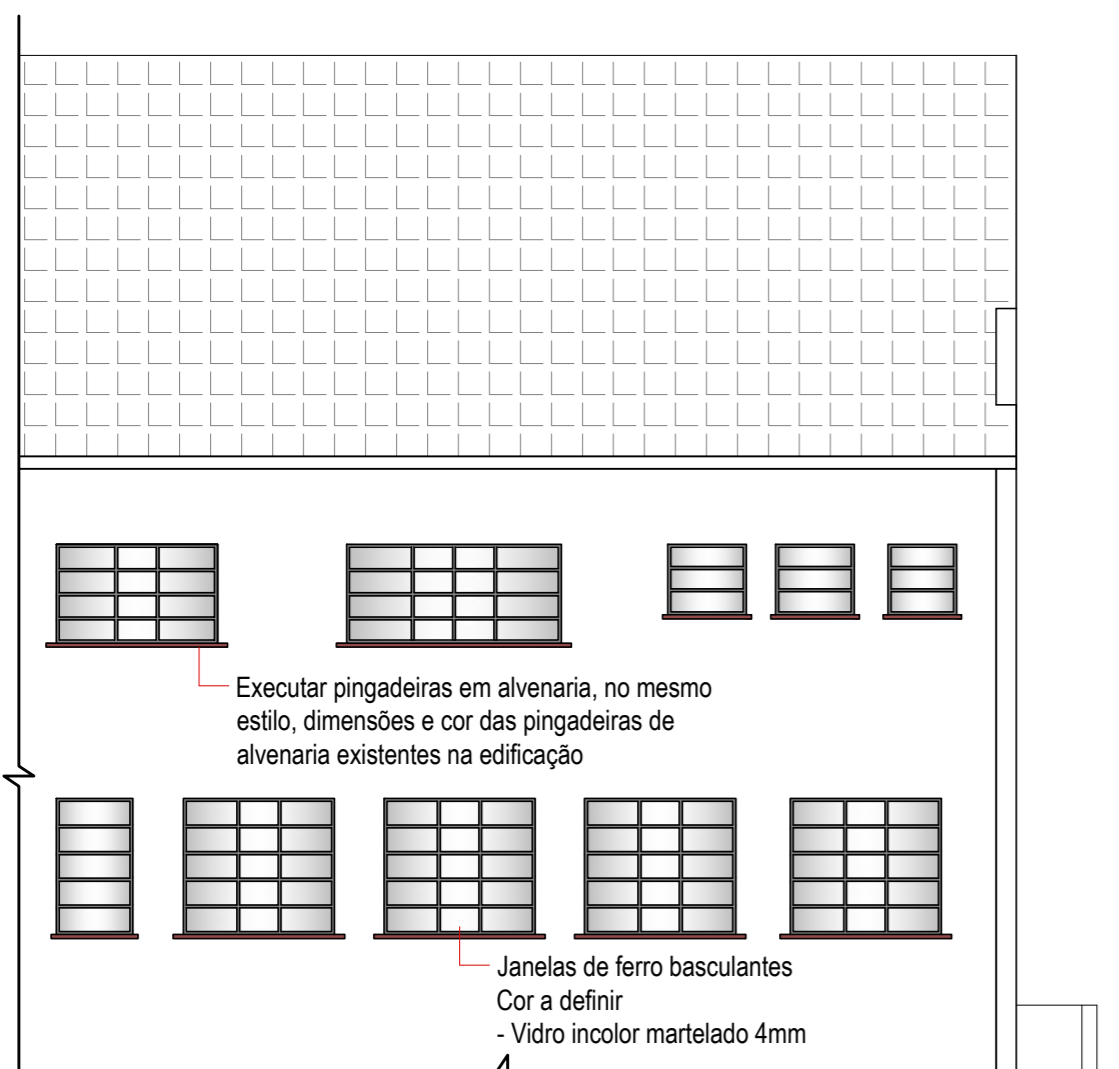 Executar pingadeiras em alvenaria, no mesmo
estilo, dimensões e cor das pingadeiras de
alvenaria existentes na edificação
Janelas de ferro basculantes
Cor a definir
- Vidro incolor martelado 4mm